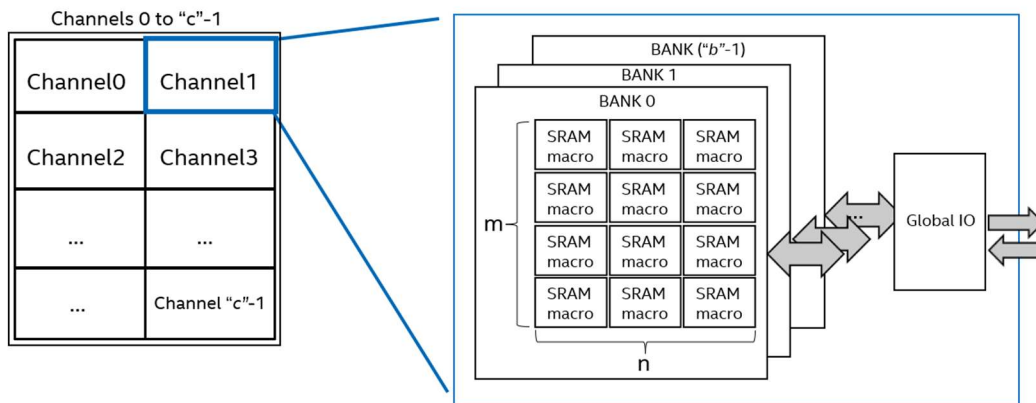 Channels 0 to “c”-1
Channel0
Channel1
Channel2
Channel3
...
...
...
Channel “c”-1
BANK (“b”-1)
BANK 1
BANK 0
SRAM
macro
SRAM
macro
SRAM
macro
SRAM
macro
SRAM
macro
SRAM
macro
SRAM
macro
SRAM
macro
SRAM
macro
SRAM
macro
SRAM
macro
SRAM
macro
m
n
...
Global IO